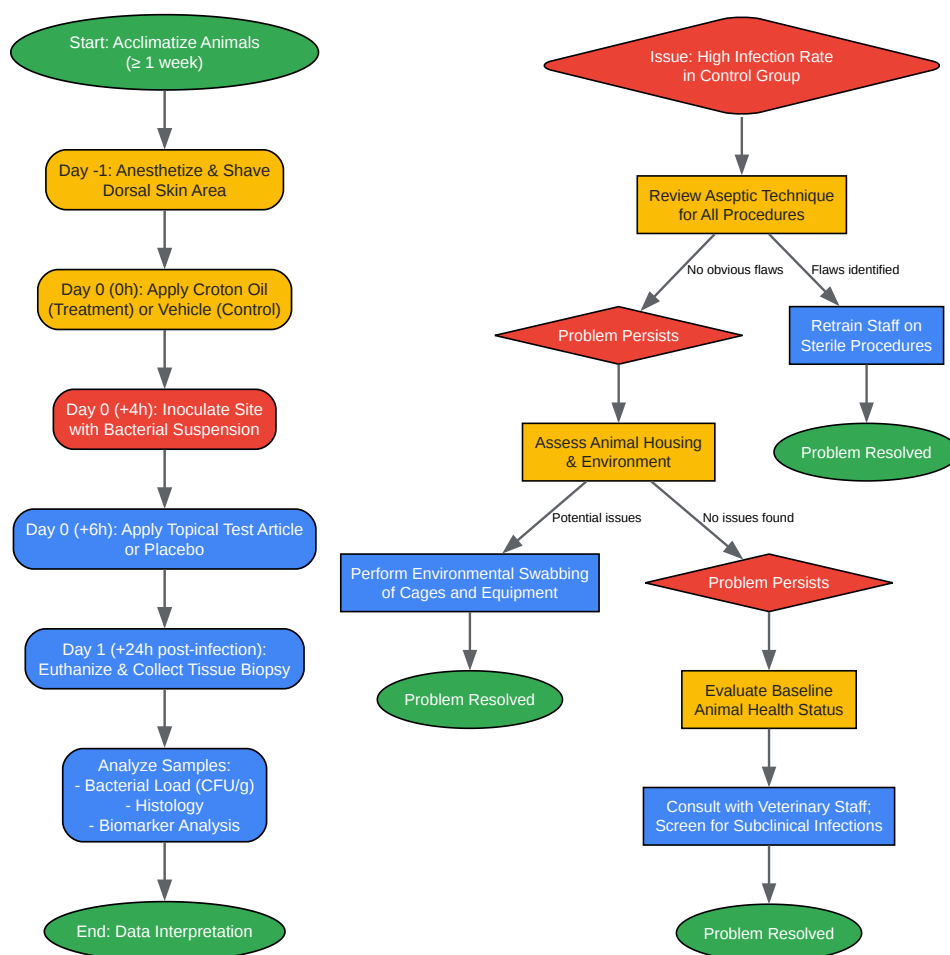 Start: Acclimatize Animals
(≥ 1 week)
Day -1: Anesthetize & Shave
Dorsal Skin Area
Day 0 (0h): Apply Croton Oil
(Treatment) or Vehicle (Control)
Day 0 (+4h): Inoculate Site
with Bacterial Suspension
Day 0 (+6h): Apply Topical Test Article
or Placebo
Day 1 (+24h post-infection):
Euthanize & Collect Tissue Biopsy
Analyze Samples:
- Bacterial Load (CFU/g)
- Histology
- Biomarker Analysis
End: Data Interpretation
Issue: High Infection Rate
in Control Group
Review Aseptic Technique
for All Procedures
No obvious flaws
Flaws identified
Problem Persists
Retrain Staff on
Sterile Procedures
Problem Resolved
Assess Animal Housing
& Environment
Potential issues
No issues found
Perform Environmental Swabbing
of Cages and Equipment
Problem Resolved
Problem Persists
Evaluate Baseline
Animal Health Status
Consult with Veterinary Staff;
Screen for Subclinical Infections
Problem Resolved